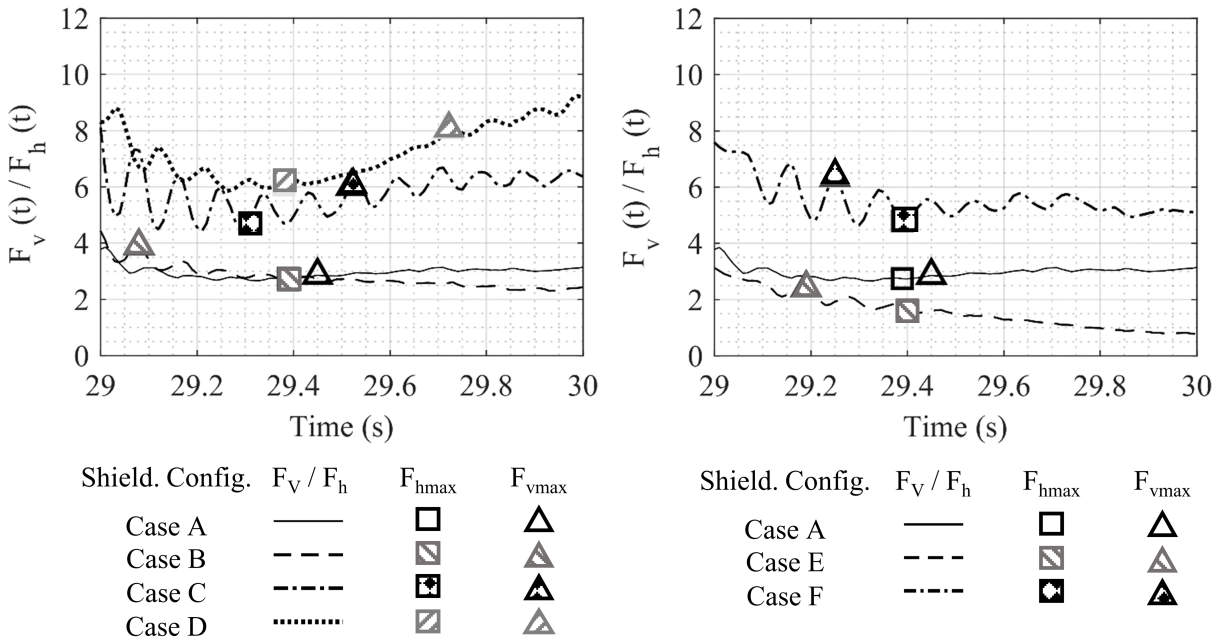 12
10
8
6
4
2
0
F_v (t) / F_h (t)
29 29.2 29.4 29.6 29.8 30
Time (s)
Shield. Config. F_V / F_h F_hmax F_vmax
Case A
Case B
Case C
Case D
12
10
8
6
4
2
0
F_v (t) / F_h (t)
29 29.2 29.4 29.6 29.8 30
Time (s)
Shield. Config. F_V / F_h F_hmax F_vmax
Case A
Case E
Case F